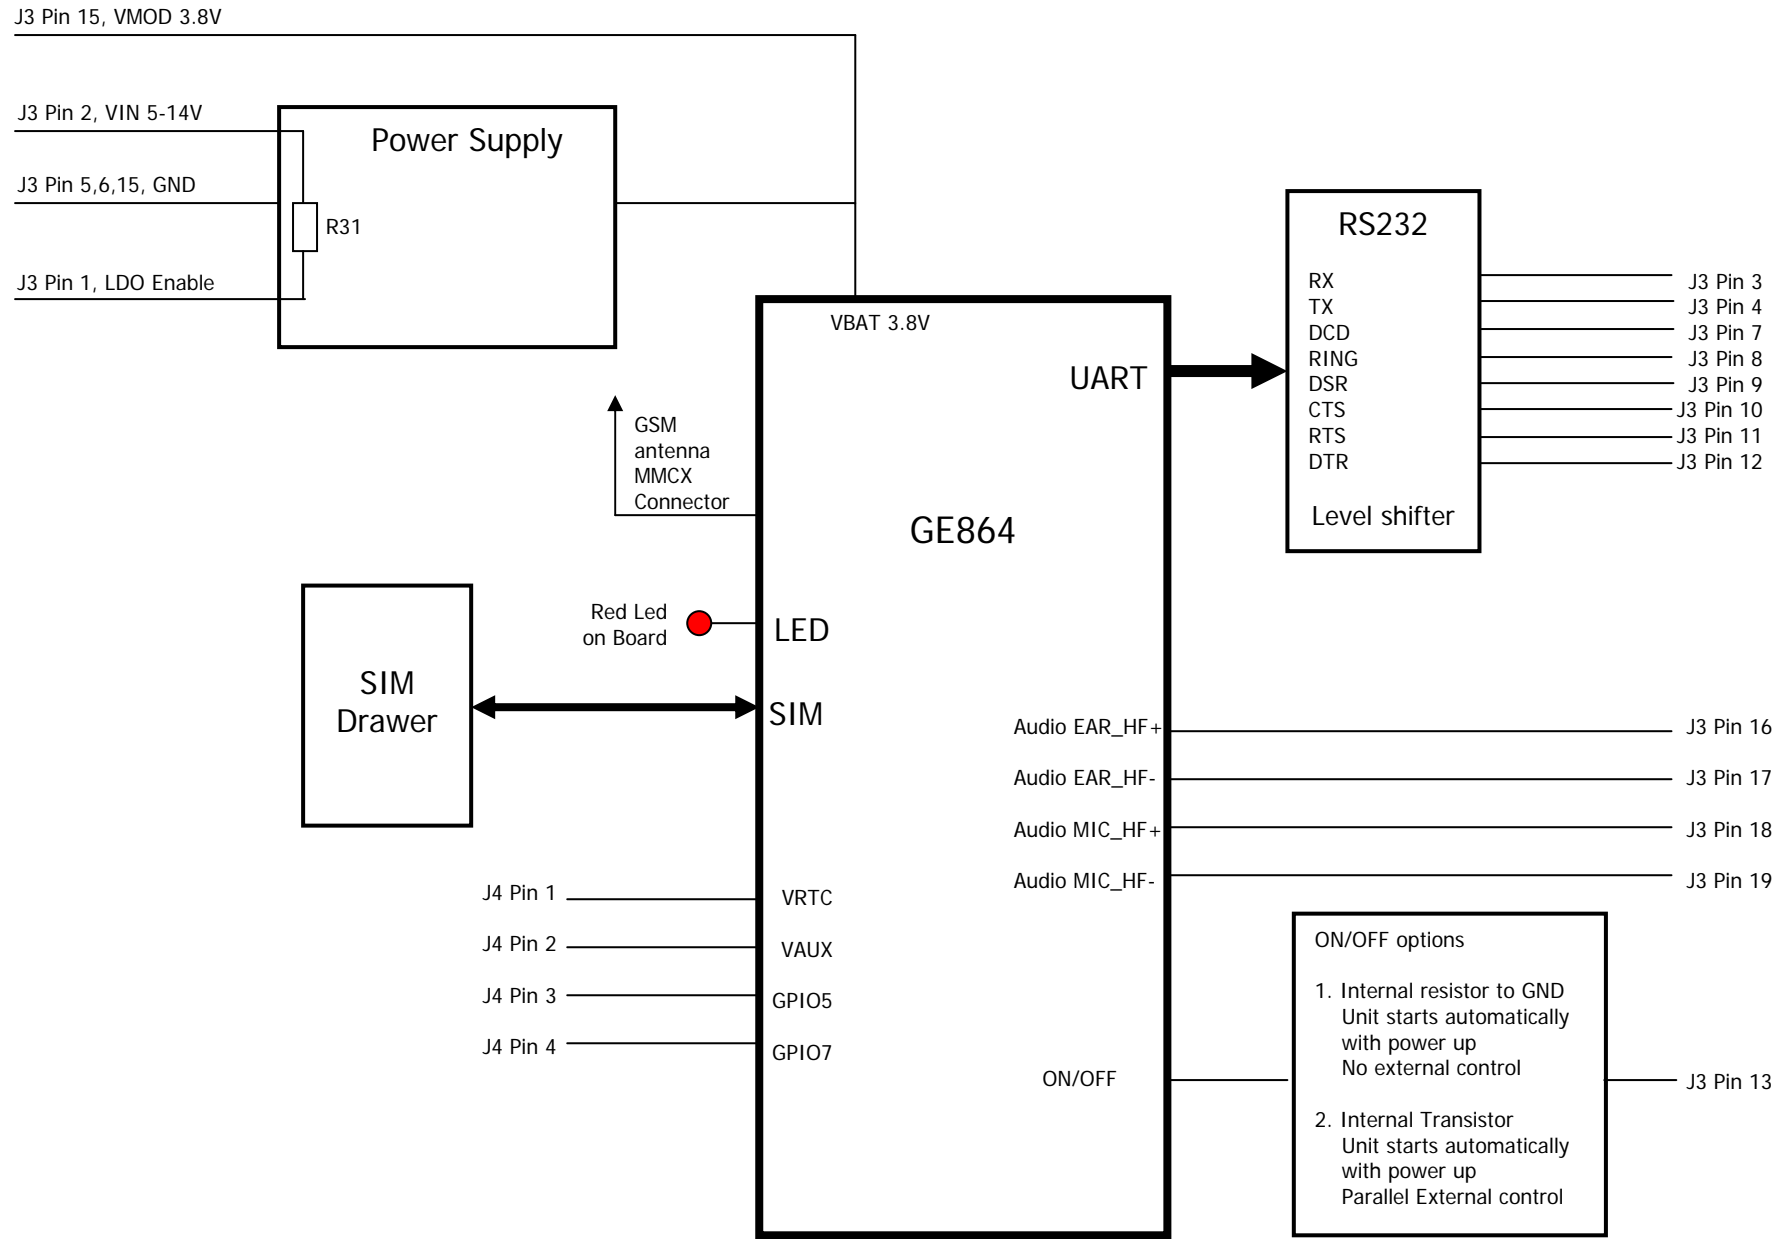 J3 Pin 15, VMOD 3.8V
J3 Pin 2, VIN 5-14V
Power Supply
J3 Pin 5,6,15, GND
R31
J3 Pin 1, LDO Enable
RS232
RX
TX
DCD
RING
DSR
CTS
RTS
DTR
Level shifter
J3 Pin 3
J3 Pin 4
J3 Pin 7
J3 Pin 8
J3 Pin 9
J3 Pin 10
J3 Pin 11
J3 Pin 12
VBAT 3.8V
UART
GSM
antenna
MMCX
Connector
GE864
Red Led
on Board
LED
SIM
Drawer
SIM
Audio EAR_HF+
J3 Pin 16
Audio EAR_HF-
J3 Pin 17
Audio MIC_HF+
J3 Pin 18
Audio MIC_HF-
J3 Pin 19
J4 Pin 1
VRTC
J4 Pin 2
VAUX
J4 Pin 3
GPIO5
J4 Pin 4
GPIO7
ON/OFF
ON/OFF options
1. Internal resistor to GND
Unit starts automatically
with power up
No external control
2. Internal Transistor
Unit starts automatically
with power up
Parallel External control
J3 Pin 13